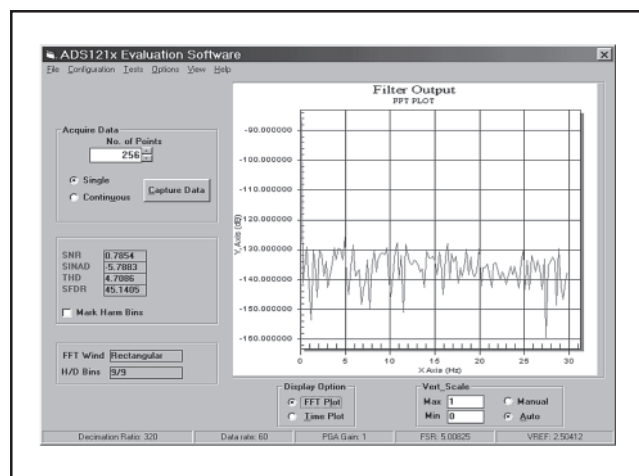 ADS121x Evaluation Software
File Configuration Tests Options View Help
Acquire Data
No. of Points
256
Single
Continuous
Capture Data
SNR 0.7854
SINAD -5.7883
THD 4.7086
SFDR 45.1405
Mark Harm Bins
FFT Wind Rectangular
H/D Bins 9/9
Filter Output
FFT PLOT
Y.Axis (dB)
-90.000000
-100.000000
-110.000000
-120.000000
-130.000000
-140.000000
-150.000000
-160.000000
0 5 10 15 20 25 30
X.Axis (Hz)
Display Option
FFT Plot
Time Plot
Vert_Scale
Max 1 Manual
Min 0 Auto
Decimation Ratio: 320 Data rate: 60 PGA Gain: 1 FSR: 5.00825 VREF: 2.50412